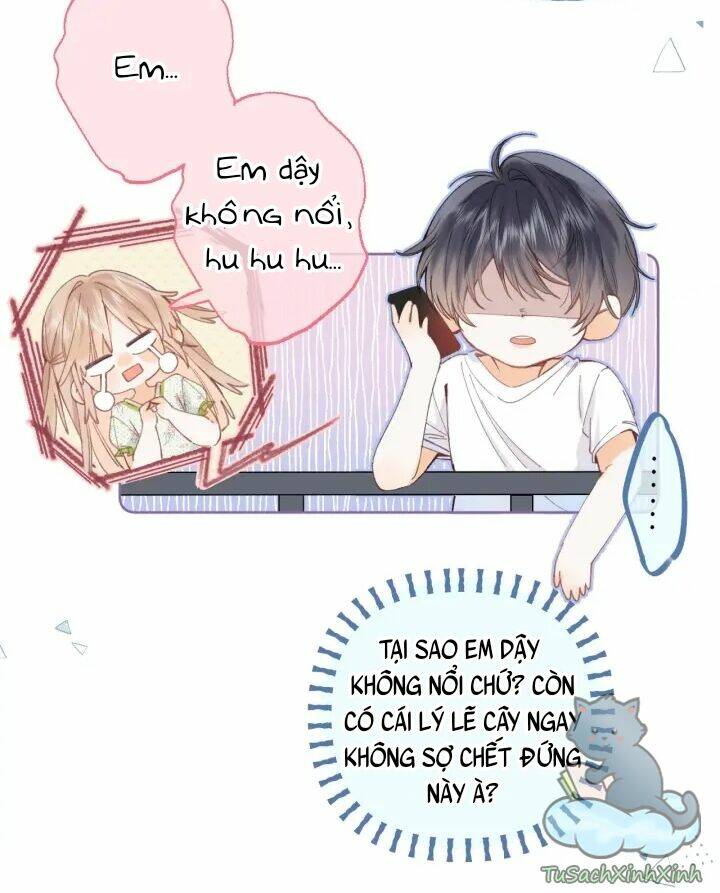 Em...
Em dậy
không nổi,
hu hu hu...
......
TẠI SAO EM DẬY
KHÔNG NỔI CHỨ? CÒN
CÓ CÁI LÝ LẼ CÂY NGAY
KHÔNG SỢ CHẾT ĐỨNG
NÀY À?
TuSachXinhXinh